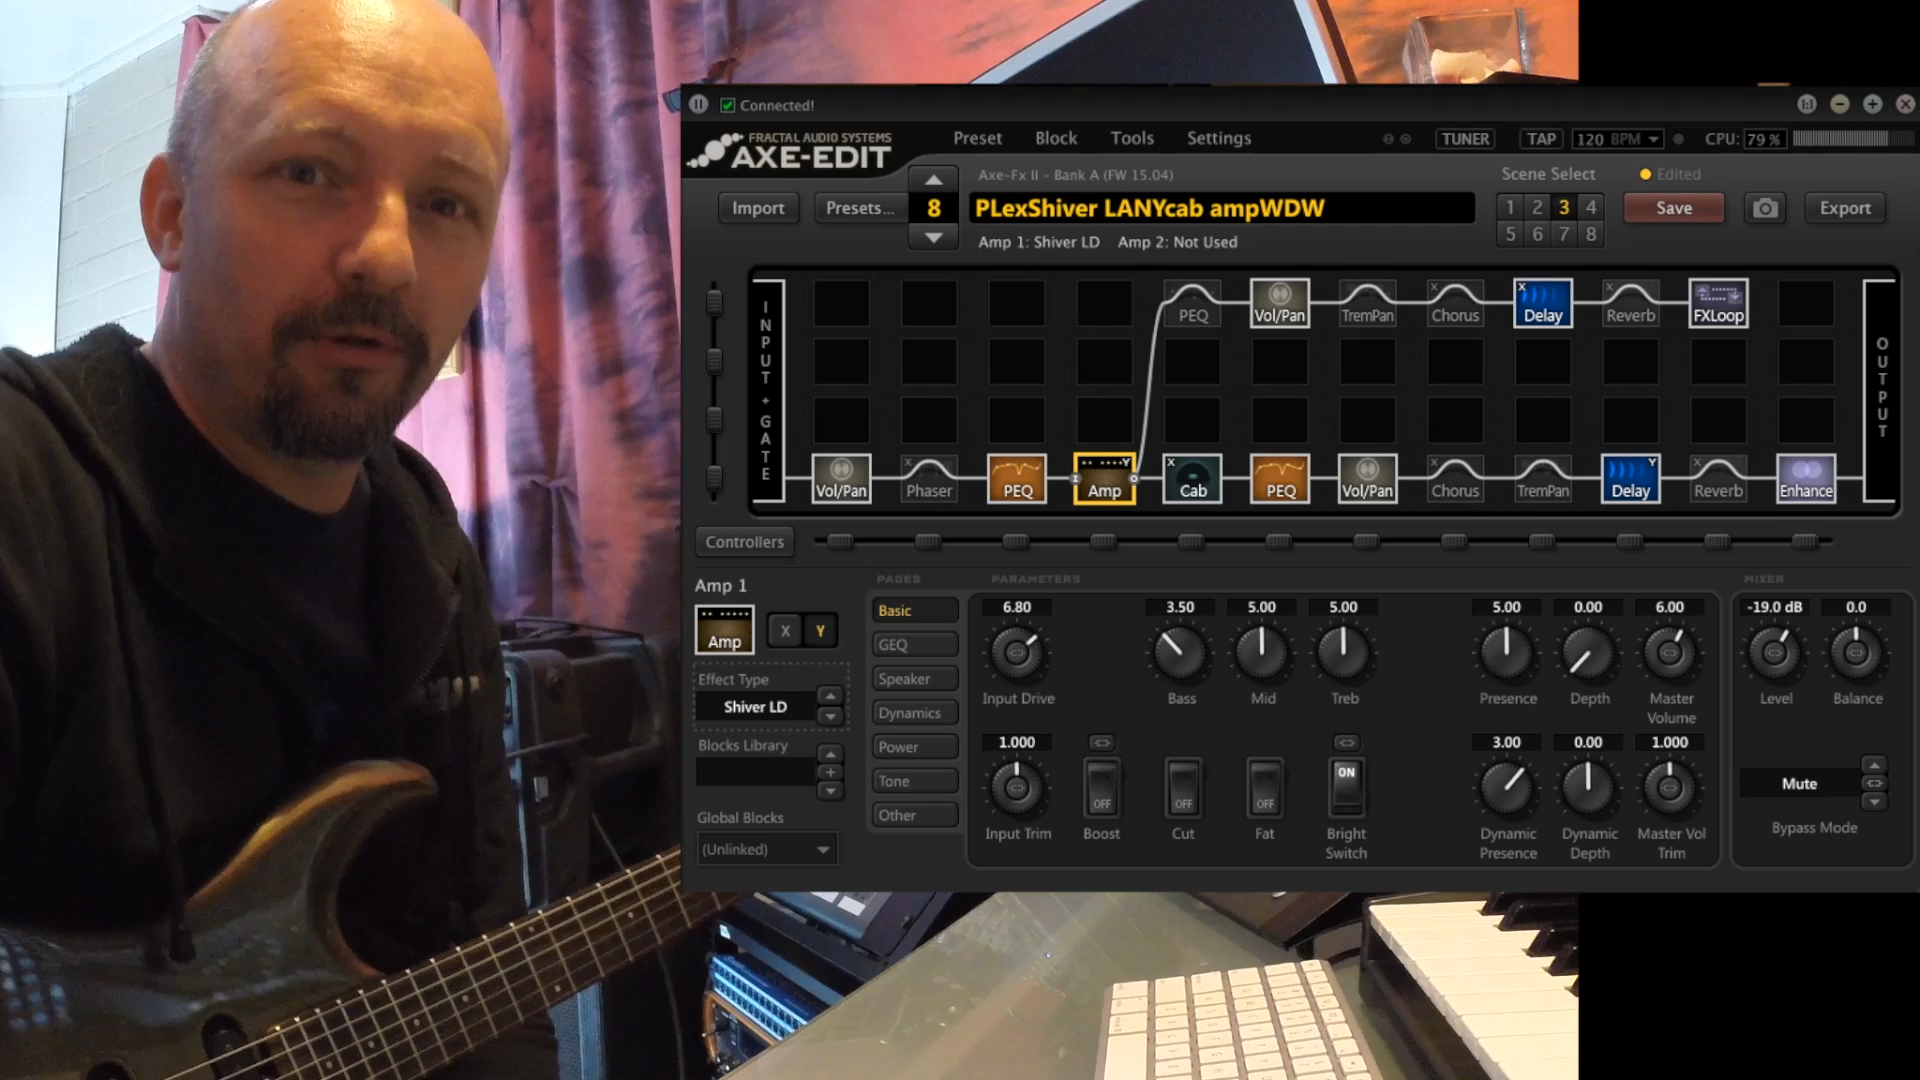 Connected!
FRACTAL AUDIO SYSTEMS
AXE-EDIT
Preset Block Tools Settings
TUNER TAP 120 BPM CPU: 79 %
Import Presets... 8
Axe-Fx II - Bank A (FW 15.04)
PLexShiver LANYcab ampWDW
Amp 1: Shiver LD Amp 2: Not Used
Scene Select
1 2 3 4
5 6 7 8
Edited
Save Export
INPUT + GATE
PEQ Vol/Pan TremPan Chorus X Delay X Reverb X FXLoop
Vol/Pan Phaser X PEQ Amp Y Cab X PEQ Vol/Pan Chorus X TremPan Delay Y Reverb X Enhance
OUTPUT
Controllers
Amp 1
Amp X Y
Effect Type
Shiver LD
Blocks Library
Global Blocks
(Unlinked)
PAGES
Basic
GEQ
Speaker
Dynamics
Power
Tone
Other
PARAMETERS
6.80 3.50 5.00 5.00 5.00 0.00 6.00
Input Drive Bass Mid Treb Presence Depth Master Volume
1.000 3.00 0.00 1.000
ON OFF ON OFF ON OFF ON
Input Trim Boost Cut Fat Bright Switch Dynamic Presence Dynamic Depth Master Vol Trim
MIXER
-19.0 dB 0.0
Level Balance
Mute
Bypass Mode